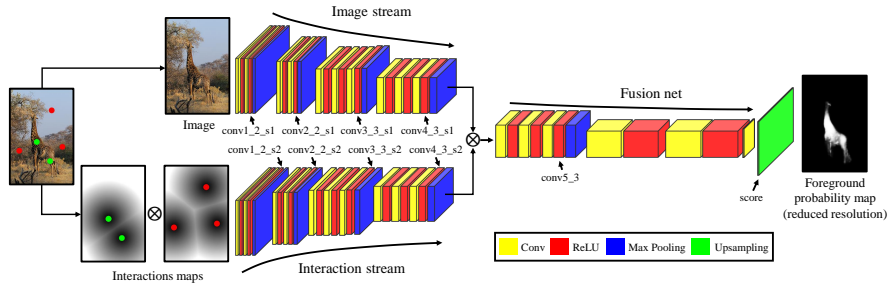 Image stream
Fusion net
Image
conv1_2_s1
conv2_2_s1
conv3_3_s1
conv4_3_s1
conv1_2_s2
conv2_2_s2
conv3_3_s2
conv4_3_s2
conv5_3
score
Foreground
probability map
(reduced resolution)
Interactions maps
Interaction stream
Conv
ReLU
Max Pooling
Upsampling